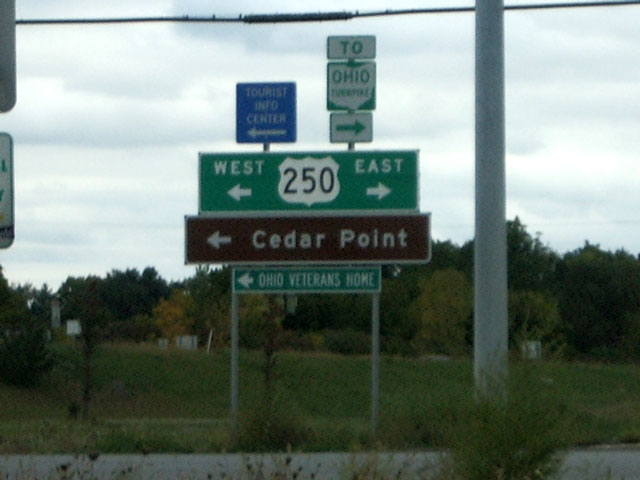 TO
OHIO
TURNPIKE
TOURIST
INFO
CENTER
WEST 250 EAST
Cedar Point
OHIO VETERANS HOME
L